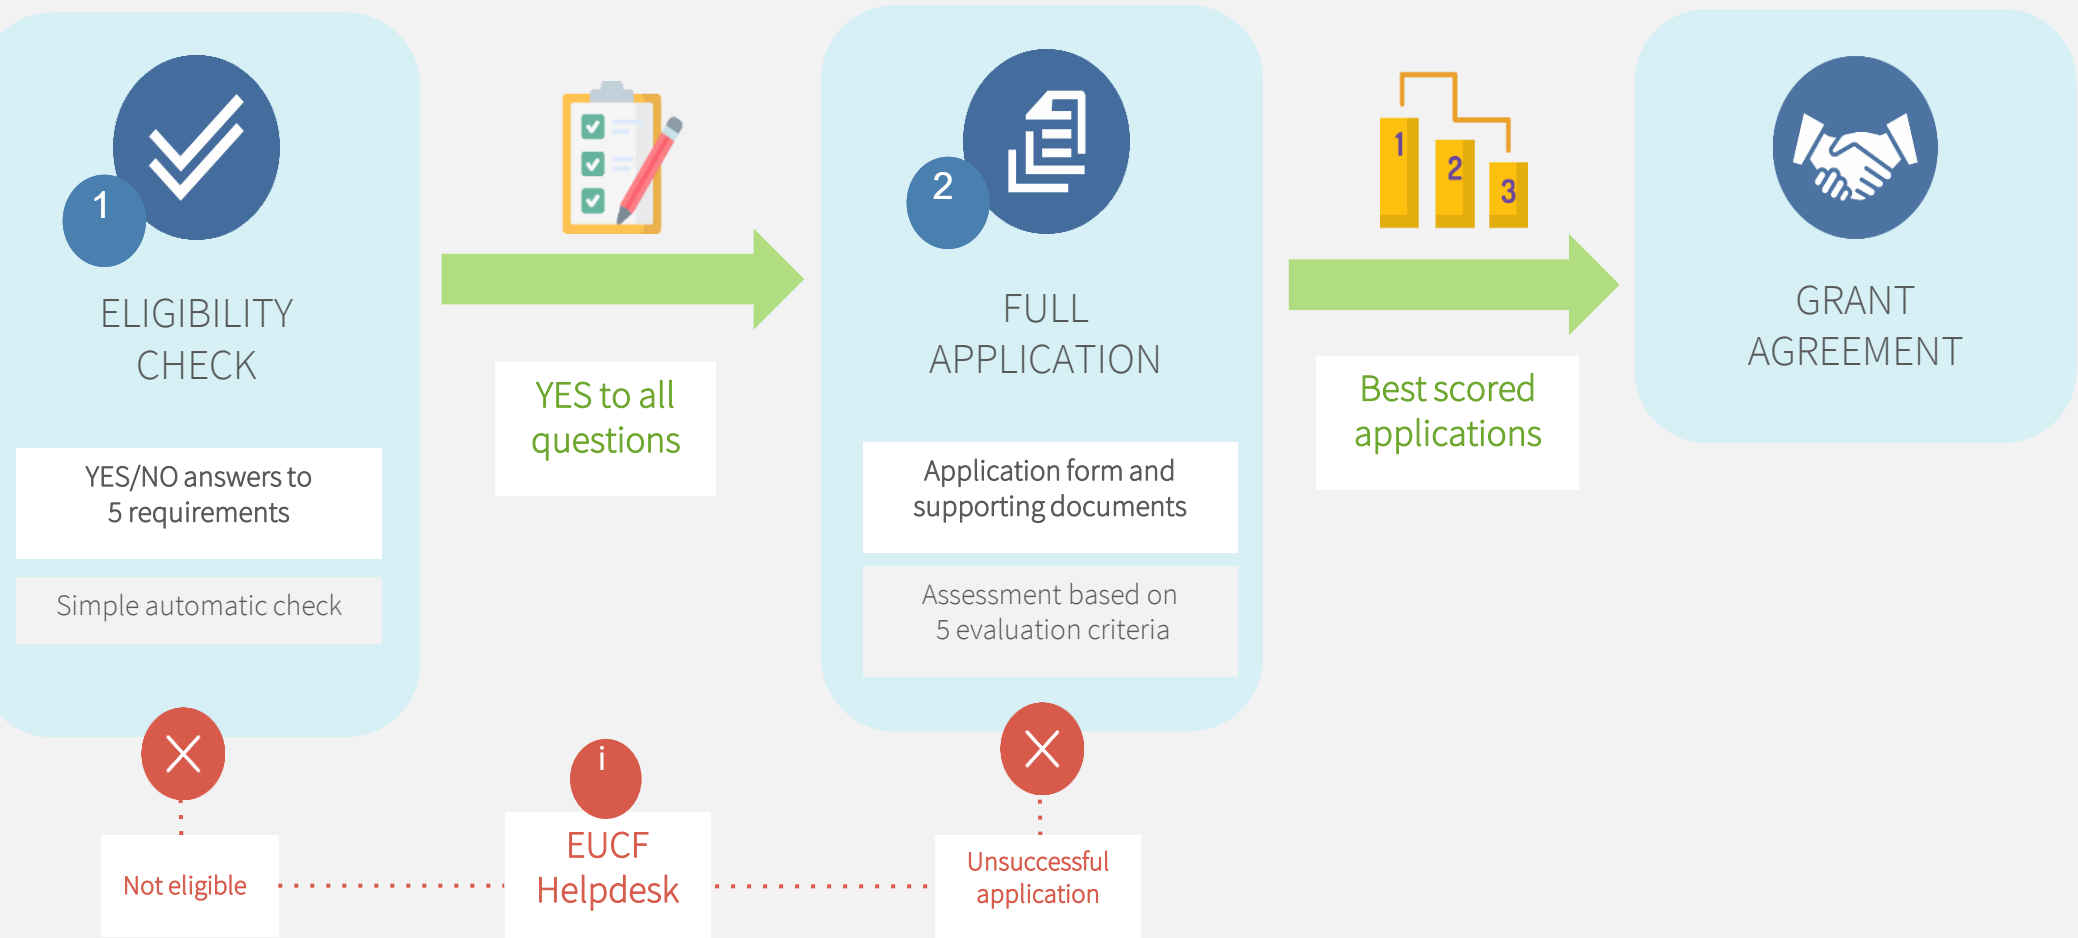 1
ELIGIBILITY
CHECK
YES/NO answers to
5 requirements
Simple automatic check
YES to all
questions
2
FULL
APPLICATION
Application form and
supporting documents
Assessment based on
5 evaluation criteria
1
2
3
Best scored
applications
GRANT
AGREEMENT
Not eligible
i
EUCF
Helpdesk
Unsuccessful
application